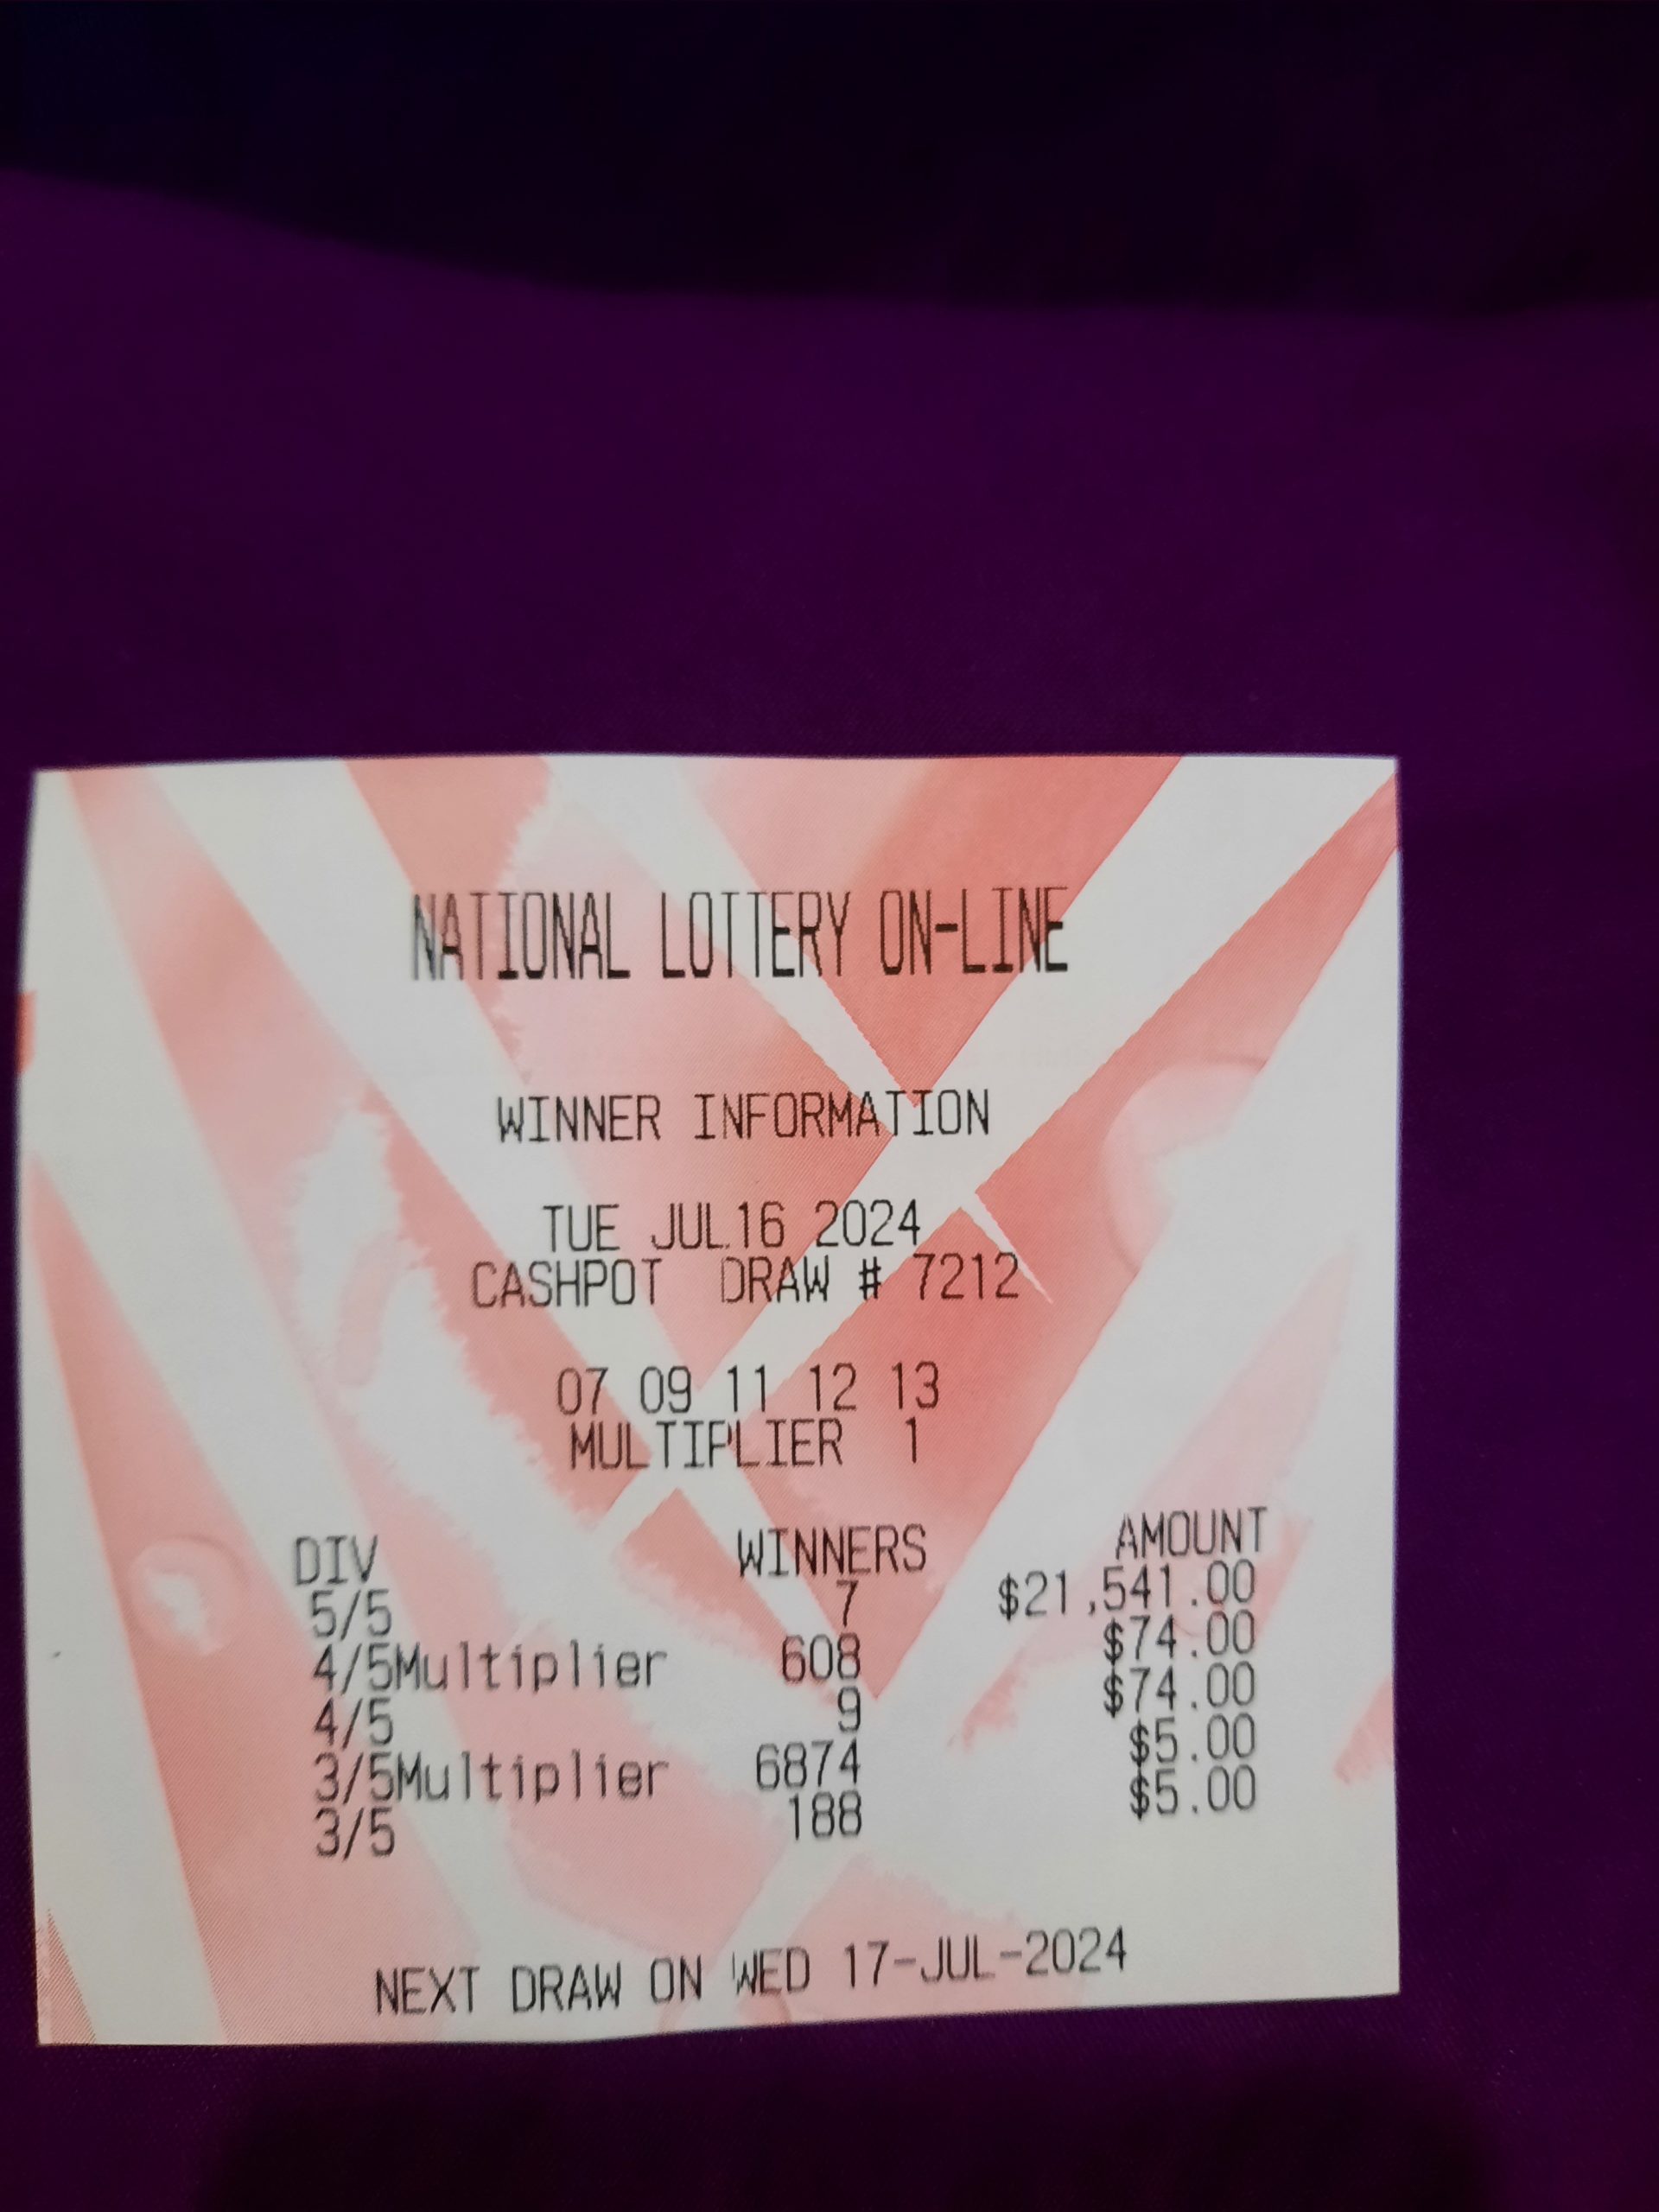 NATIONAL LOTTERY ON-LINE
WINNER INFORMATION
TUE JUL16 2024
CASHPOT DRAW # 7212
07 09 11 12 13
MULTIPLIER 1
DIV WINNERS AMOUNT
5/5 7 $21,541.00
4/5Multiplier 608 $74.00
4/5 9 $74.00
3/5Multiplier 6874 $5.00
3/5 188 $5.00
NEXT DRAW ON WED 17-JUL-2024